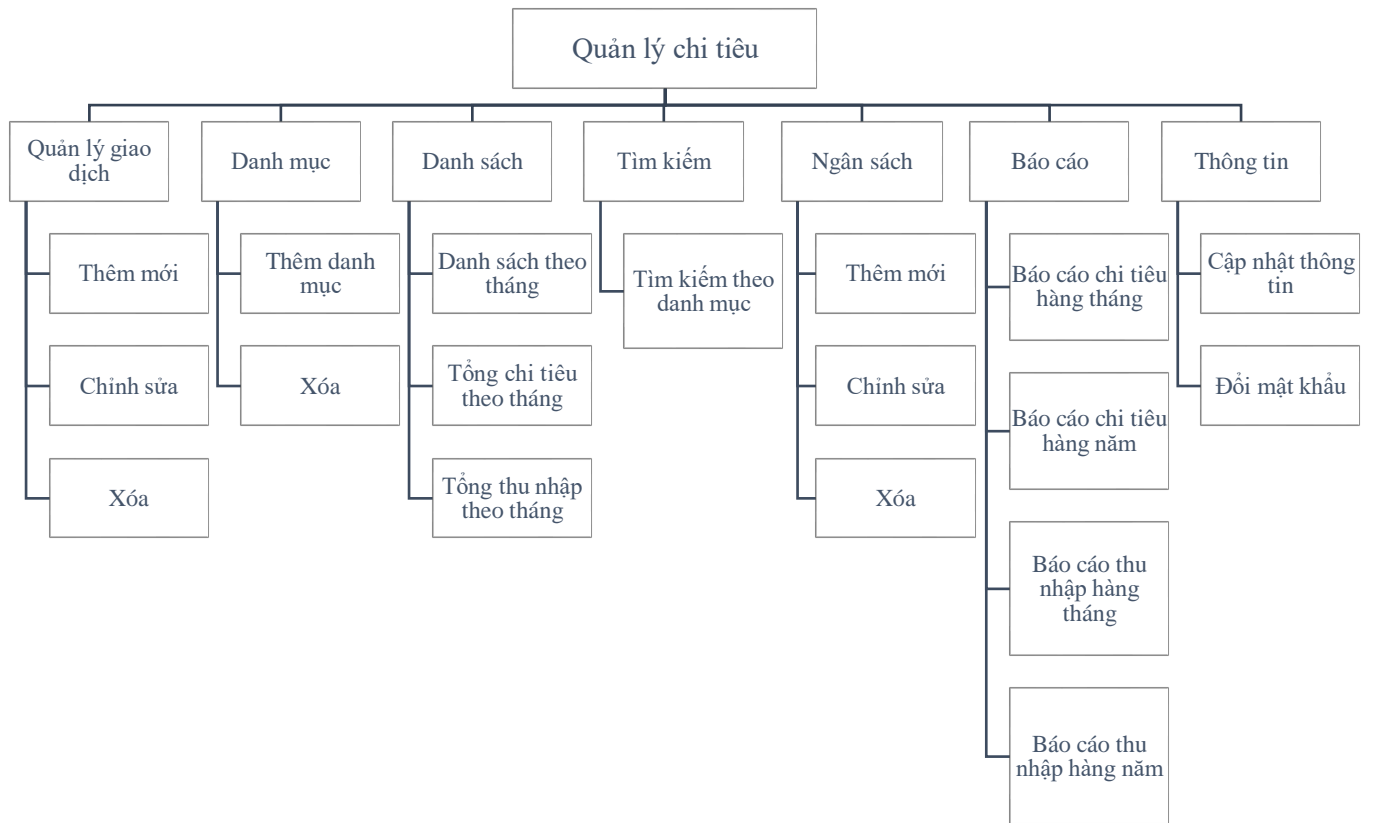 Quản lý chi tiêu
Quản lý giao
dịch
Thêm mới
Chỉnh sửa
Xóa
Danh mục
Thêm danh
mục
Xóa
Danh sách
Danh sách theo
tháng
Tổng chi tiêu
theo tháng
Tổng thu nhập
theo tháng
Tìm kiếm
Tìm kiếm theo
danh mục
Ngân sách
Thêm mới
Chỉnh sửa
Xóa
Báo cáo
Báo cáo chi tiêu
hàng tháng
Báo cáo chi tiêu
hàng năm
Báo cáo thu
nhập hàng
tháng
Báo cáo thu
nhập hàng năm
Thông tin
Cập nhật thông
tin
Đổi mật khẩu